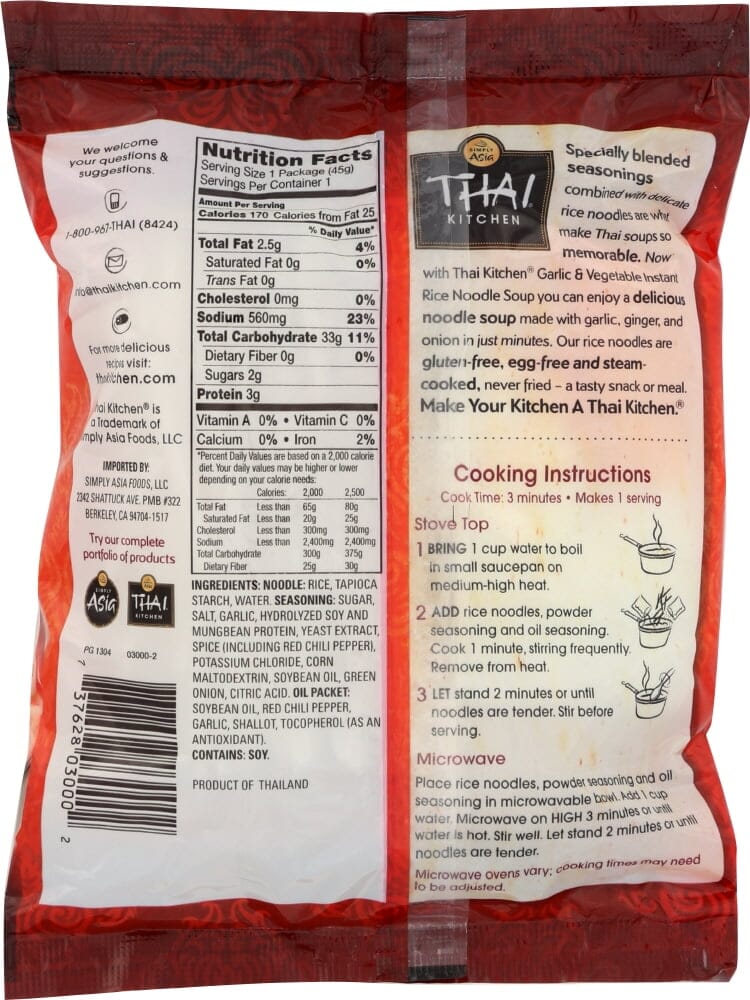 We welcome
your questions &
suggestions.
1-800-967-THAI (8424)
info@thaikitchen.com
For more delicious
recipes visit:
thaikitchen.com
Thai Kitchen® is
a Trademark of
Simply Asia Foods, LLC
IMPORTED BY:
SIMPLY ASIA FOODS, LLC
2342 SHATTUCK AVE. PMB #322
BERKELEY, CA 94704-1517
Try our complete
portfolio of products
SIMPLY
Asia
SIMPLY
Asia
THAI
KITCHEN
PG 1304 03000-2
7 37628 03000 2
Nutrition Facts
Serving Size 1 Package (45g)
Servings Per Container 1
Amount Per Serving
Calories 170 Calories from Fat 25
% Daily Value*
Total Fat 2.5g 4%
Saturated Fat 0g 0%
Trans Fat 0g
Cholesterol 0mg 0%
Sodium 560mg 23%
Total Carbohydrate 33g 11%
Dietary Fiber 0g 0%
Sugars 2g
Protein 3g
Vitamin A 0% • Vitamin C 0%
Calcium 0% • Iron 2%
*Percent Daily Values are based on a 2,000 calorie
diet. Your daily values may be higher or lower
depending on your calorie needs:
Calories: 2,000 2,500
Total Fat Less than 65g 80g
Saturated Fat Less than 20g 25g
Cholesterol Less than 300mg 300mg
Sodium Less than 2,400mg 2,400mg
Total Carbohydrate 300g 375g
Dietary Fiber 25g 30g
INGREDIENTS: NOODLE: RICE, TAPIOCA
STARCH, WATER. SEASONING: SUGAR,
SALT, GARLIC, HYDROLYZED SOY AND
MUNGBEAN PROTEIN, YEAST EXTRACT,
SPICE (INCLUDING RED CHILI PEPPER),
POTASSIUM CHLORIDE, CORN
MALTODEXTRIN, SOYBEAN OIL, GREEN
ONION, CITRIC ACID. OIL PACKET:
SOYBEAN OIL, RED CHILI PEPPER,
GARLIC, SHALLOT, TOCOPHEROL (AS AN
ANTIOXIDANT).
CONTAINS: SOY.
PRODUCT OF THAILAND
SIMPLY
Asia
THAI
KITCHEN
Specially blended
seasonings
combined with delicate
rice noodles are what
make Thai soups so
memorable. Now
with Thai Kitchen® Garlic & Vegetable Instant
Rice Noodle Soup you can enjoy a delicious
noodle soup made with garlic, ginger, and
onion in just minutes. Our rice noodles are
gluten-free, egg-free and steam-
cooked, never fried – a tasty snack or meal.
Make Your Kitchen A Thai Kitchen.®
Cooking Instructions
Cook Time: 3 minutes • Makes 1 serving
Stove Top
1 BRING 1 cup water to boil
in small saucepan on
medium-high heat.
2 ADD rice noodles, powder
seasoning and oil seasoning.
Cook 1 minute, stirring frequently.
Remove from heat.
3 LET stand 2 minutes or until
noodles are tender. Stir before
serving.
Microwave
Place rice noodles, powder seasoning and oil
seasoning in microwavable bowl. Add 1 cup
water. Microwave on HIGH 3 minutes or until
water is hot. Stir well. Let stand 2 minutes or until
noodles are tender.
Microwave ovens vary; cooking times may need
to be adjusted.